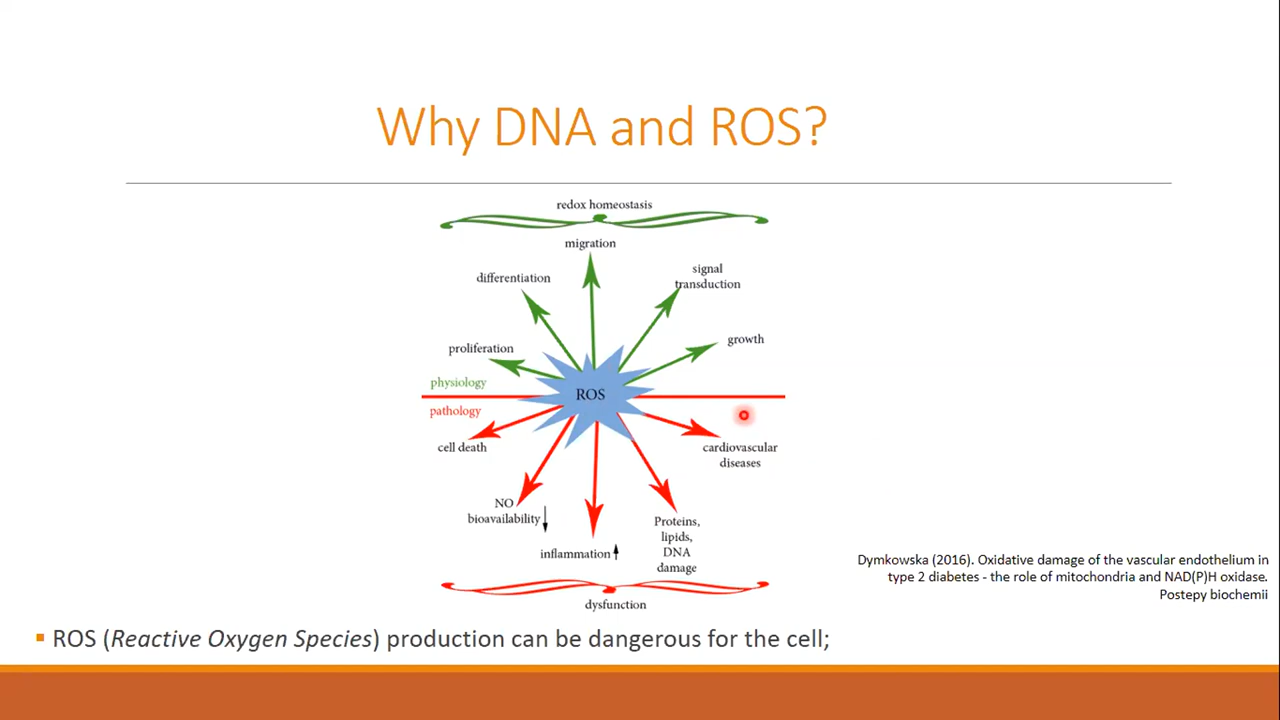 Why DNA and ROS?
redox homeostasis
migration
differentiation
signal
transduction
proliferation
growth
physiology
ROS
pathology
cell death
cardiovascular
diseases
NO
bioavailability
inflammation
Proteins,
lipids,
DNA
damage
dysfunction
Dymkowska (2016). Oxidative damage of the vascular endothelium in
type 2 diabetes - the role of mitochondria and NAD(P)H oxidase.
Postepy biochemii
▪ ROS (Reactive Oxygen Species) production can be dangerous for the cell;